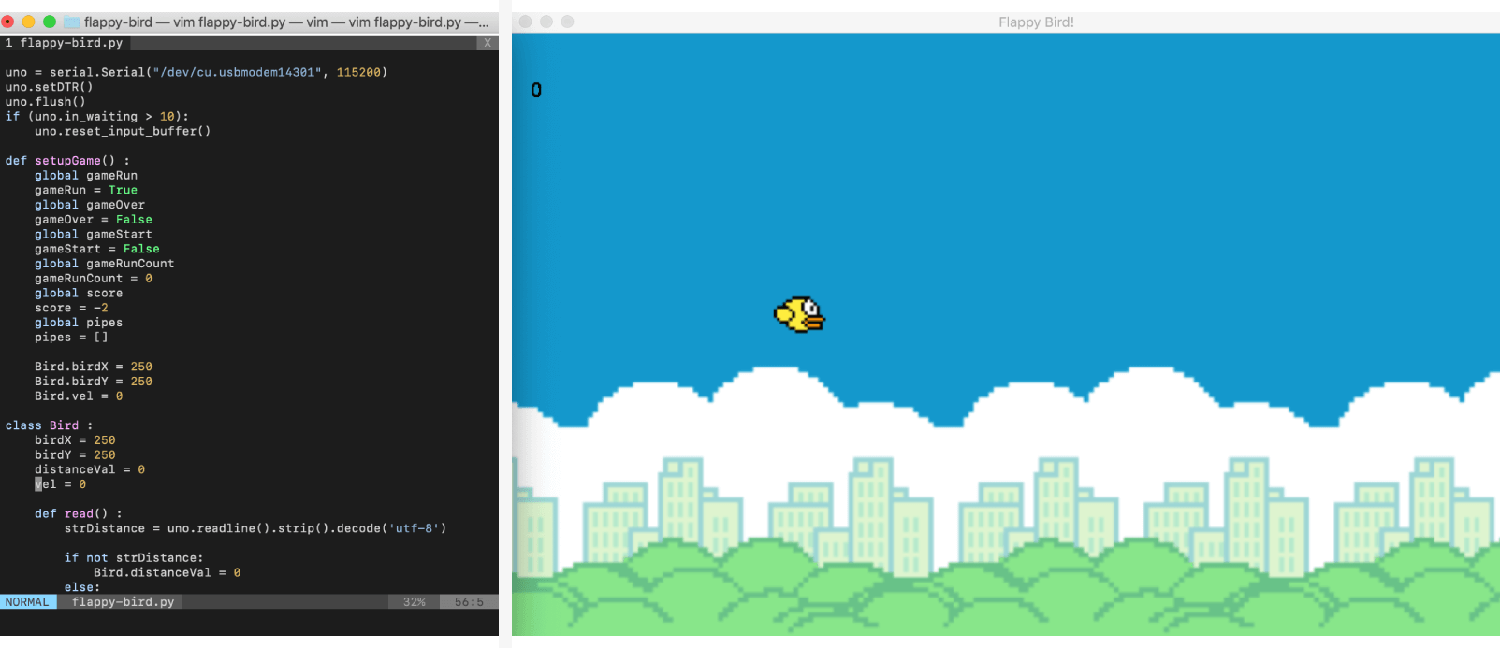 flappy-bird — vim flappy-bird.py — vim — vim flappy-bird.py —...
1 flappy-bird.py X
uno = serial.Serial("/dev/cu.usbmodem14301", 115200)
uno.setDTR()
uno.flush()
if (uno.in_waiting > 10):
    uno.reset_input_buffer()
def setupGame() :
    global gameRun
    gameRun = True
    global gameOver
    gameOver = False
    global gameStart
    gameStart = False
    global gameRunCount
    gameRunCount = 0
    global score
    score = -2
    global pipes
    pipes = []
    Bird.birdX = 250
    Bird.birdY = 250
    Bird.vel = 0
class Bird :
    birdX = 250
    birdY = 250
    distanceVal = 0
    vel = 0
    def read() :
        strDistance = uno.readline().strip().decode('utf-8')
        if not strDistance:
            Bird.distanceVal = 0
        else:
NORMAL flappy-bird.py 32% 56:5
Flappy Bird!
0